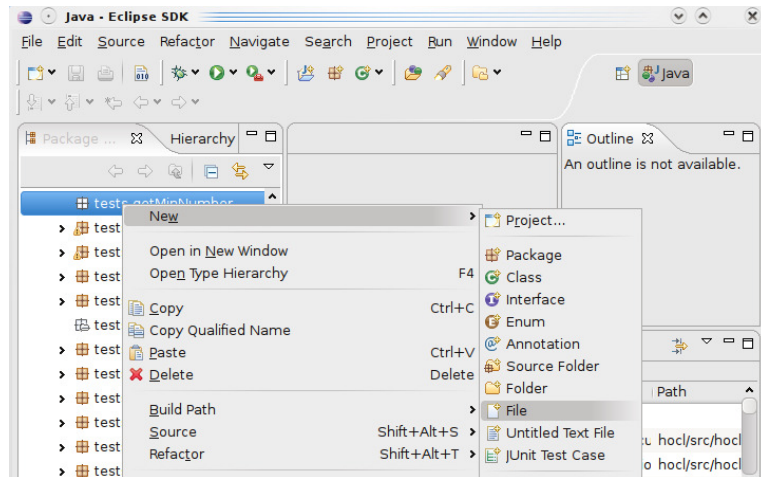 Java - Eclipse SDK
File Edit Source Refactor Navigate Search Project Run Window Help
Java
Package ... Hierarchy
Outline
An outline is not available.
tests.getMinNumber
test
test
test
test
test
test
test
test
test
test
test
New
Open in New Window
Open Type Hierarchy F4
Copy Ctrl+C
Copy Qualified Name
Paste Ctrl+V
Delete Delete
Build Path
Source Shift+Alt+S
Refactor Shift+Alt+T
Project...
Package
Class
Interface
Enum
Annotation
Source Folder
Folder
File
Untitled Text File
JUnit Test Case
Path
hocl/src/hocl
hocl/src/hocl